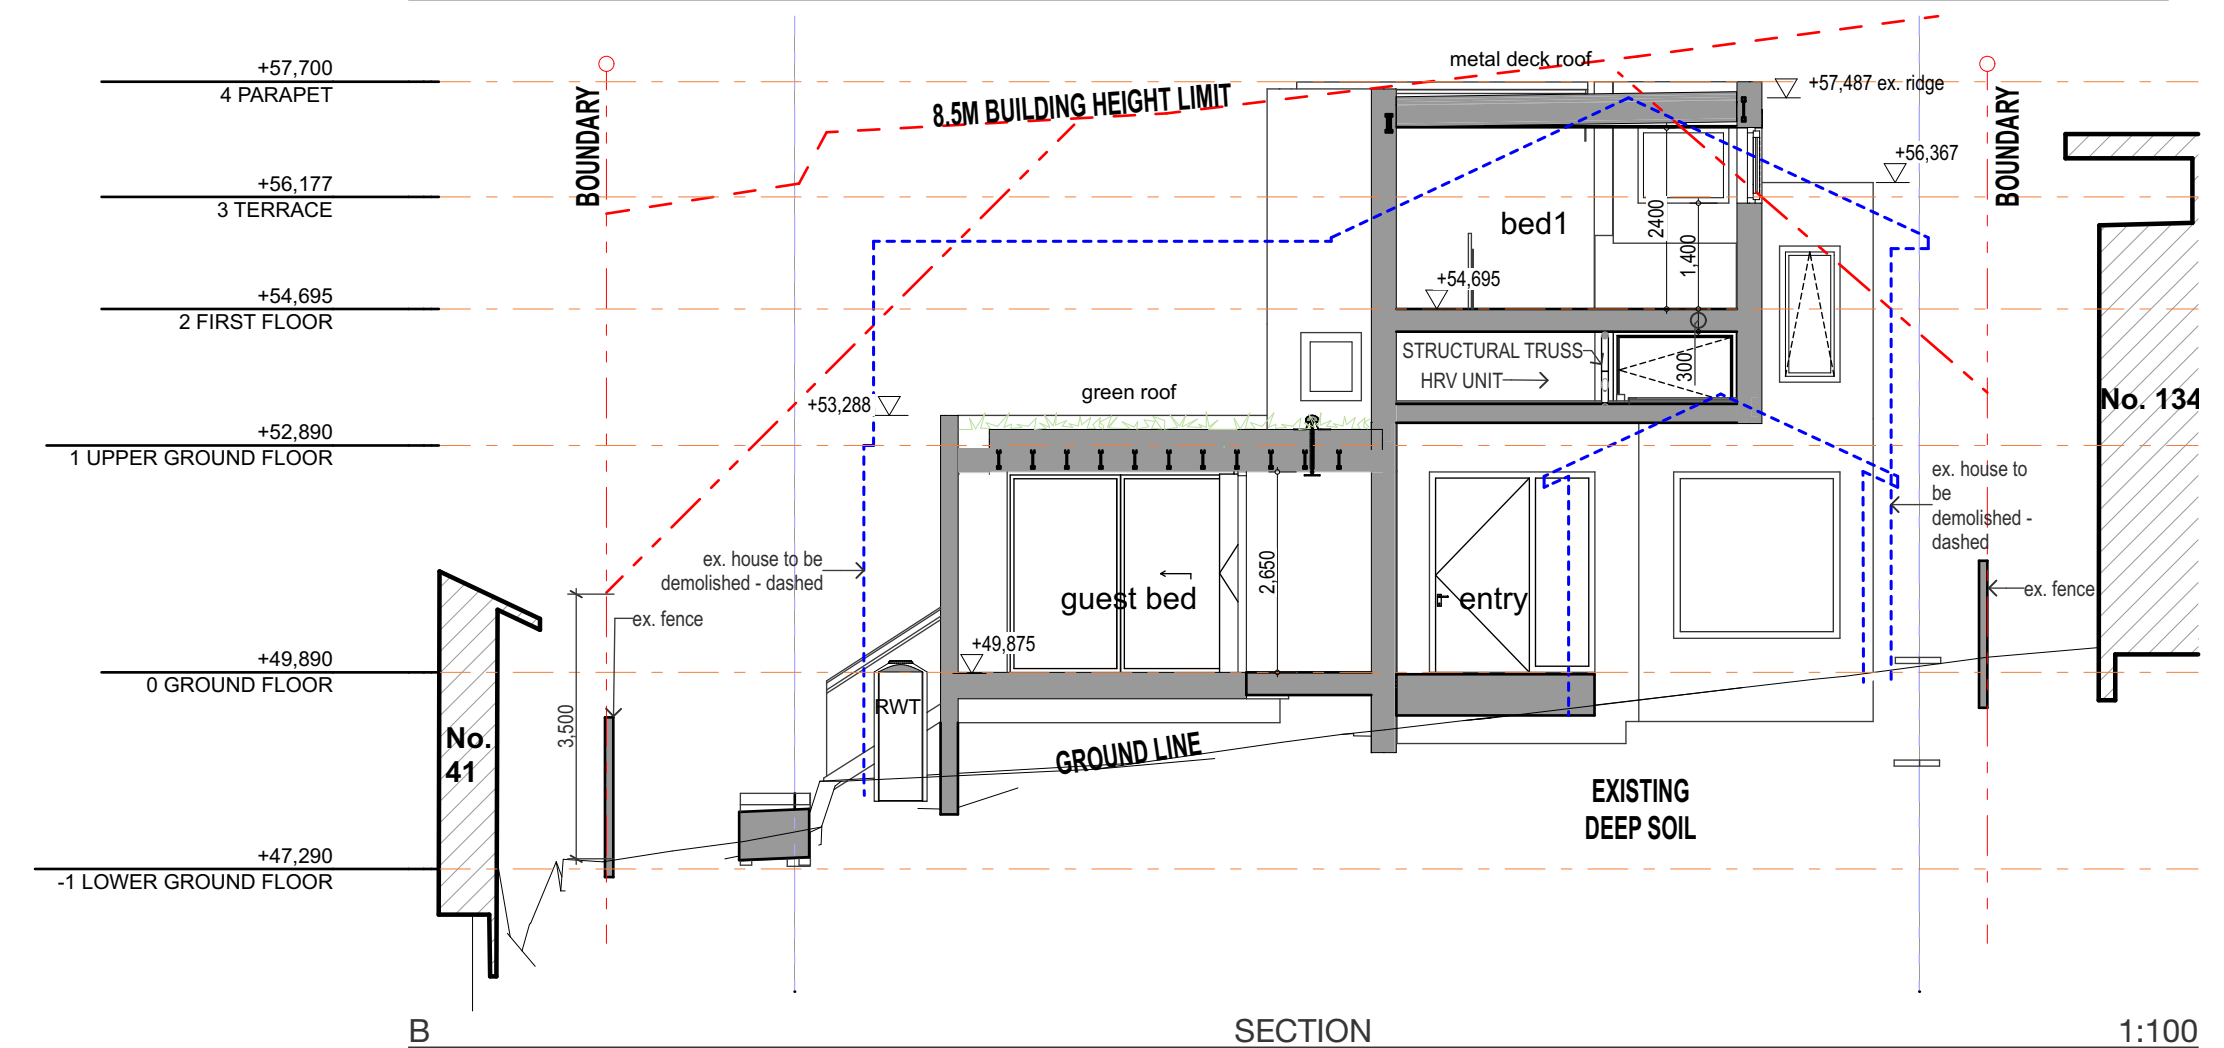 metal deck roof
+57,700
4 PARAPET
+57,487 ex. ridge
8.5M BUILDING HEIGHT LIMIT
BOUNDARY
BOUNDARY
+56,367
+56,177
3 TERRACE
bed1
2400
1,400
+54,695
+54,695
2 FIRST FLOOR
STRUCTURAL TRUSS
HRV UNIT
300
green roof
+53,288
No. 134
+52,890
1 UPPER GROUND FLOOR
ex. house to
be
demolished -
dashed
ex. house to be
demolished - dashed
2,650
guest bed
entry
ex. fence
ex. fence
+49,875
+49,890
0 GROUND FLOOR
RWT
3,500
No.
41
GROUND LINE
EXISTING
DEEP SOIL
+47,290
-1 LOWER GROUND FLOOR
B
SECTION
1:100